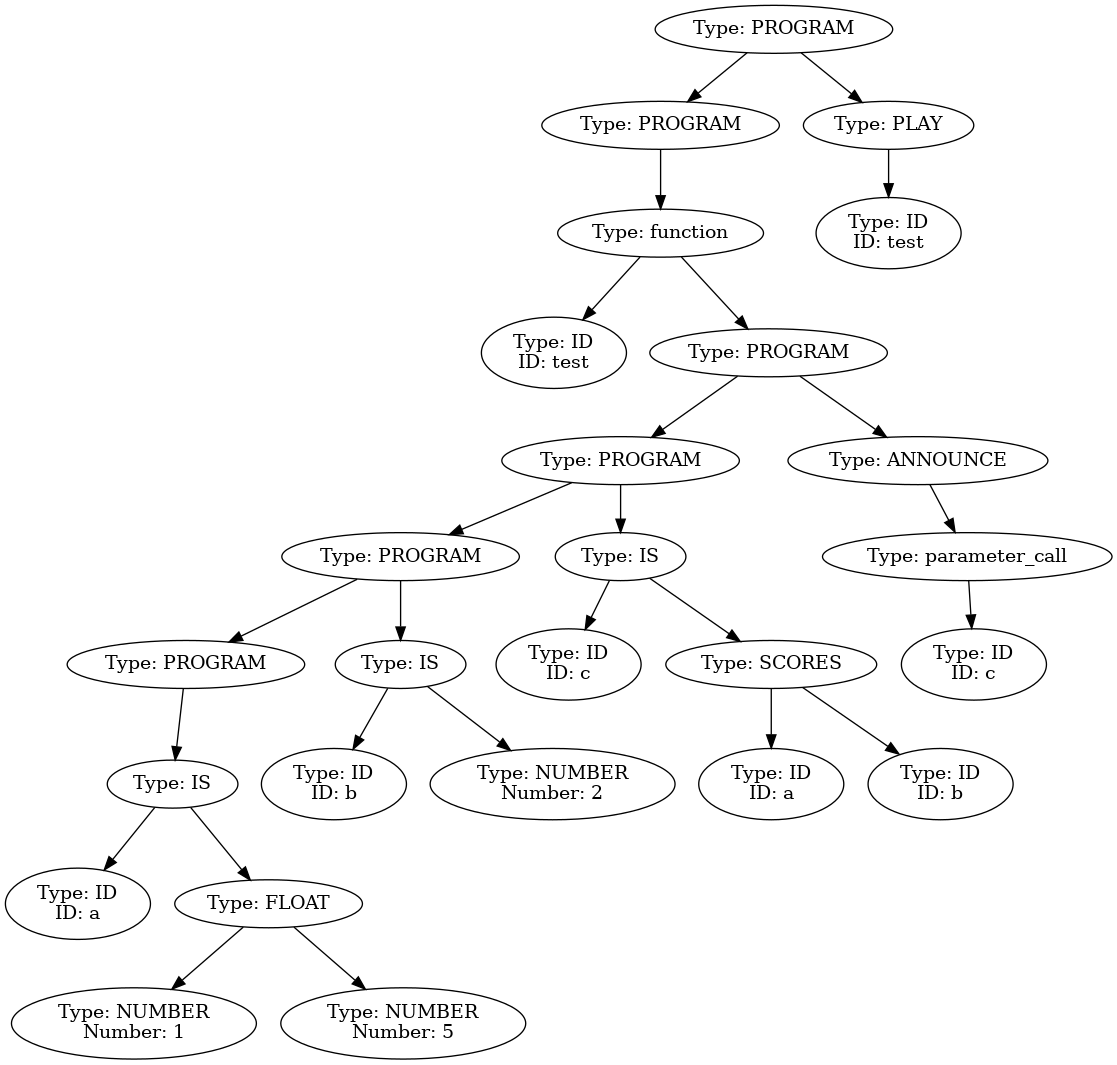 Type: PROGRAM
Type: PROGRAM
Type: PLAY
Type: function
Type: ID
ID: test
Type: ID
ID: test
Type: PROGRAM
Type: PROGRAM
Type: ANNOUNCE
Type: PROGRAM
Type: IS
Type: parameter_call
Type: PROGRAM
Type: IS
Type: ID
ID: c
Type: SCORES
Type: ID
ID: c
Type: IS
Type: ID
ID: b
Type: NUMBER
Number: 2
Type: ID
ID: a
Type: ID
ID: b
Type: ID
ID: a
Type: FLOAT
Type: NUMBER
Number: 1
Type: NUMBER
Number: 5